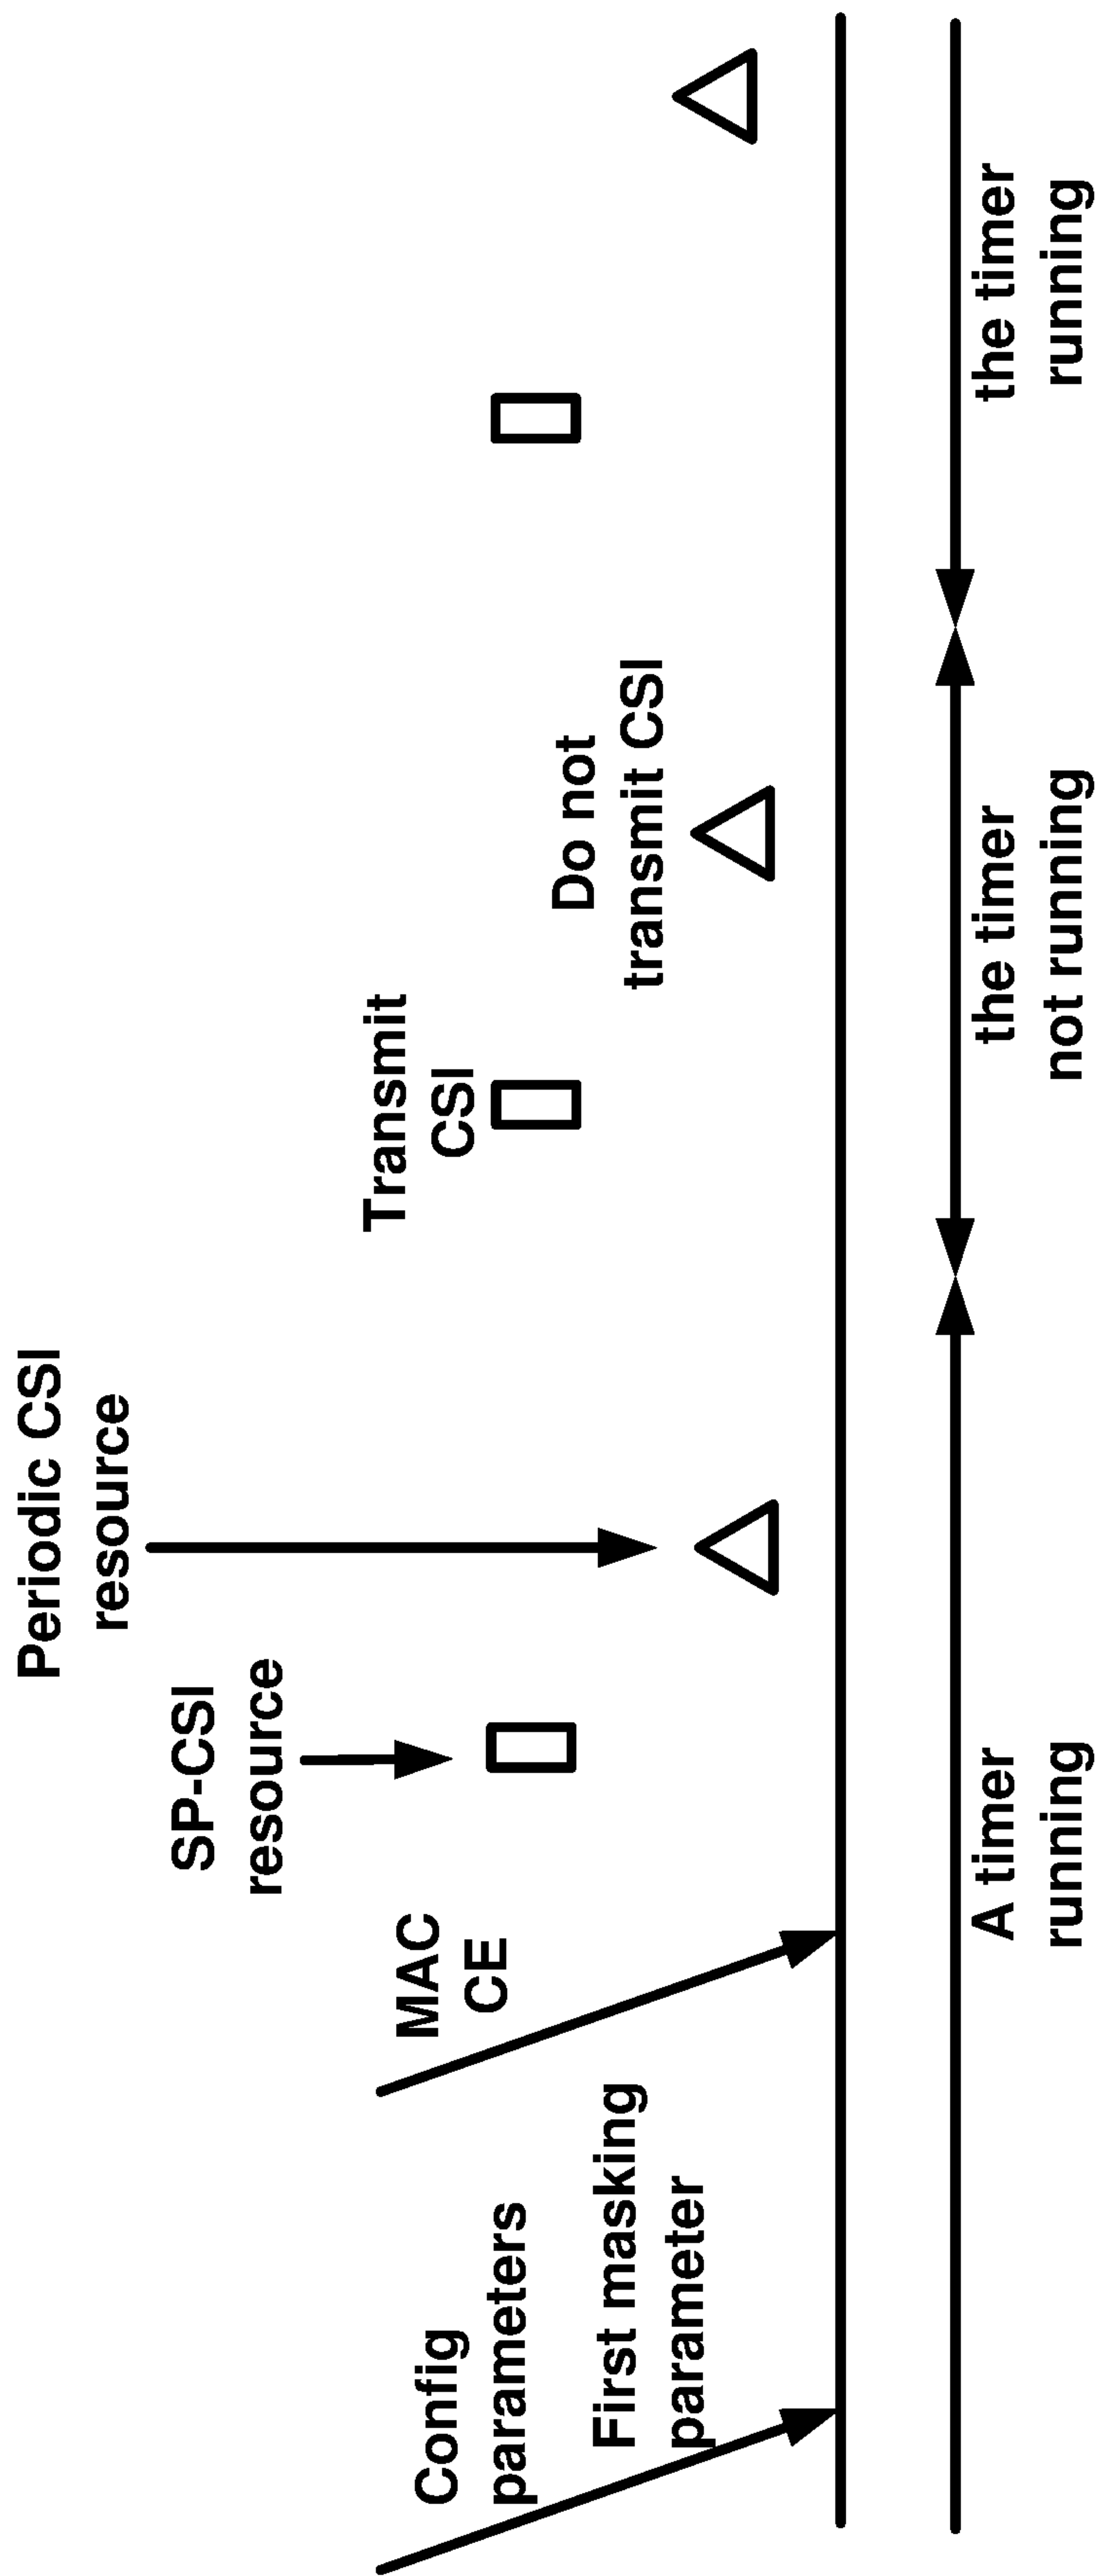 Config
parameters
First masking
parameter
MAC
CE
SP-CSI
resource
Periodic CSI
resource
Transmit
CSI
Do not
transmit CSI
A timer
running
the timer
not running
the timer
running